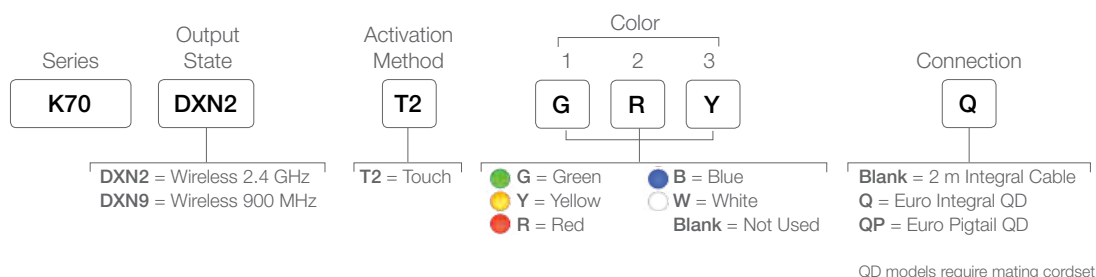 Color
Output
State
Activation
Method
Series
1 2 3
Connection
K70 DXN2 T2 G R Y Q
DXN2 = Wireless 2.4 GHz
DXN9 = Wireless 900 MHz
T2 = Touch
G = Green
Y = Yellow
R = Red
B = Blue
W = White
Blank = Not Used
Blank = 2 m Integral Cable
Q = Euro Integral QD
QP = Euro Pigtail QD
QD models require mating cordset